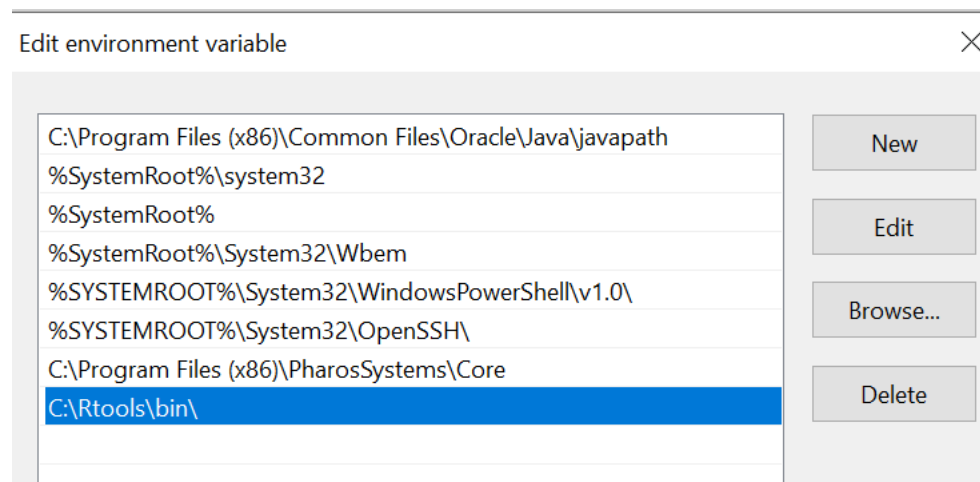 Edit environment variable
C:\Program Files (x86)\Common Files\Oracle\Java\javapath
New
%SystemRoot%\system32
%SystemRoot%
Edit
%SystemRoot%\System32\Wbem
%SYSTEMROOT%\System32\WindowsPowerShell\v1.0\
Browse...
%SYSTEMROOT%\System32\OpenSSH\
C:\Program Files (x86)\PharosSystems\Core
Delete
C:\Rtools\bin\